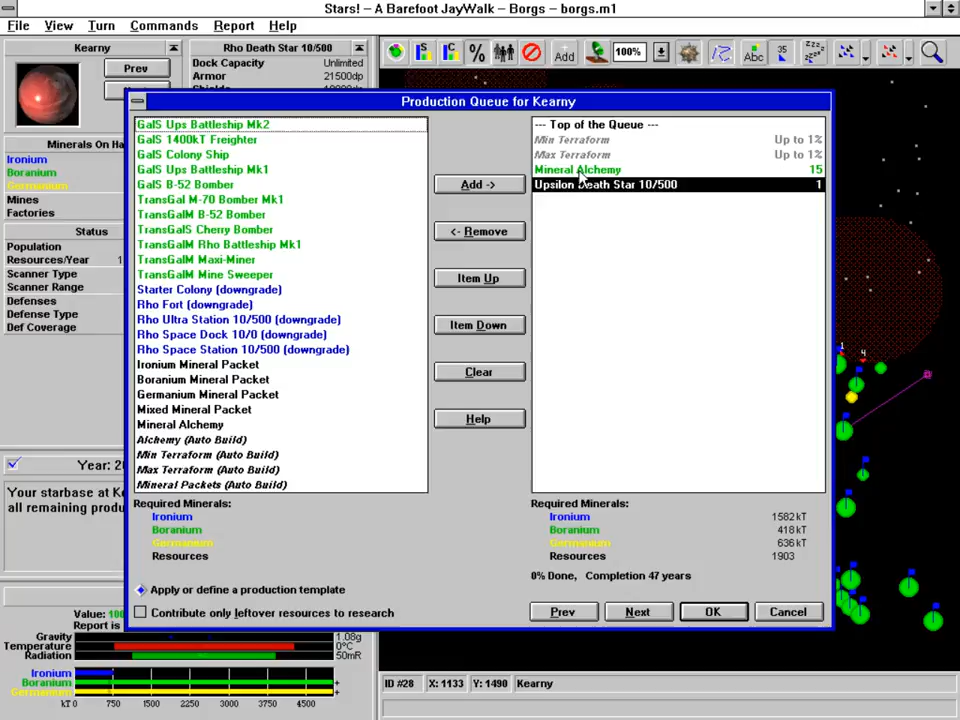 Stars! – A Barefoot JayWalk – Borgs – borgs.m1
File View Turn Commands Report Help
Kearny
Rho Death Star 10/500
Prev
Dock Capacity Unlimited
Armor 21500dp
100%
Add
Abc
35
Production Queue for Kearny
Minerals On Ha
Ironium
Boranium
Germanium
Mines
Factories
Status
Population
Resources/Year 1
Scanner Type
Scanner Range
Defenses
Defense Type
Def Coverage
GalS Ups Battleship Mk2
GalS 1400kT Freighter
GalS Colony Ship
GalS Ups Battleship Mk1
GalS B-52 Bomber
TransGal M-70 Bomber Mk1
TransGalM B-52 Bomber
TransGalS Cherry Bomber
TransGalM Rho Battleship Mk1
TransGalM Maxi-Miner
TransGalM Mine Sweeper
Starter Colony (downgrade)
Rho Fort (downgrade)
Rho Ultra Station 10/500 (downgrade)
Rho Space Dock 10/0 (downgrade)
Rho Space Station 10/500 (downgrade)
Ironium Mineral Packet
Boranium Mineral Packet
Germanium Mineral Packet
Mixed Mineral Packet
Mineral Alchemy
Alchemy (Auto Build)
Min Terraform (Auto Build)
Max Terraform (Auto Build)
Mineral Packets (Auto Build)
Add ->
<- Remove
Item Up
Item Down
Clear
Help
--- Top of the Queue ---
Min Terraform Up to 1%
Max Terraform Up to 1%
Mineral Alchemy 15
Upsilon Death Star 10/500 1
Required Minerals:
Ironium
Boranium
Germanium
Resources
Required Minerals:
Ironium 1582kT
Boranium 418kT
Germanium 636kT
Resources 1903
0% Done, Completion 47 years
Apply or define a production template
Contribute only leftover resources to research
Prev
Next
OK
Cancel
Year: 2
Your starbase at K
all remaining produ
Value: 100
Report is
Gravity 1.08g
Temperature 0°C
Radiation 50mR
Ironium
Boranium
Germanium
kT 0 750 1500 2250 3000 3750 4500
1
4
ID #28 X: 1133 Y: 1490 Kearny